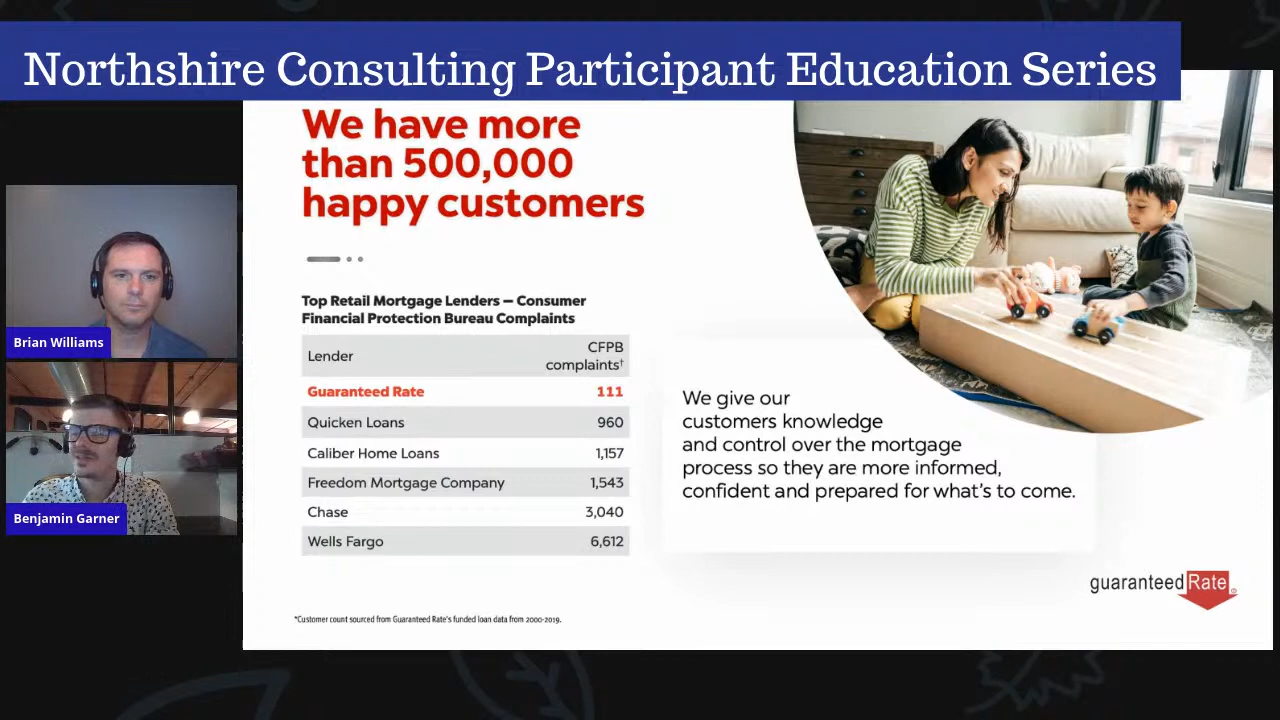 Northshire Consulting Participant Education Series
We have more
than 500,000
happy customers
Top Retail Mortgage Lenders – Consumer
Financial Protection Bureau Complaints
Lender CFPB complaints†
Guaranteed Rate 111
Quicken Loans 960
Caliber Home Loans 1,157
Freedom Mortgage Company 1,543
Chase 3,040
Wells Fargo 6,612
We give our
customers knowledge
and control over the mortgage
process so they are more informed,
confident and prepared for what's to come.
guaranteed Rate
*Customer count sourced from Guaranteed Rate's funded loan data from 2000-2019.
Brian Williams
Benjamin Garner